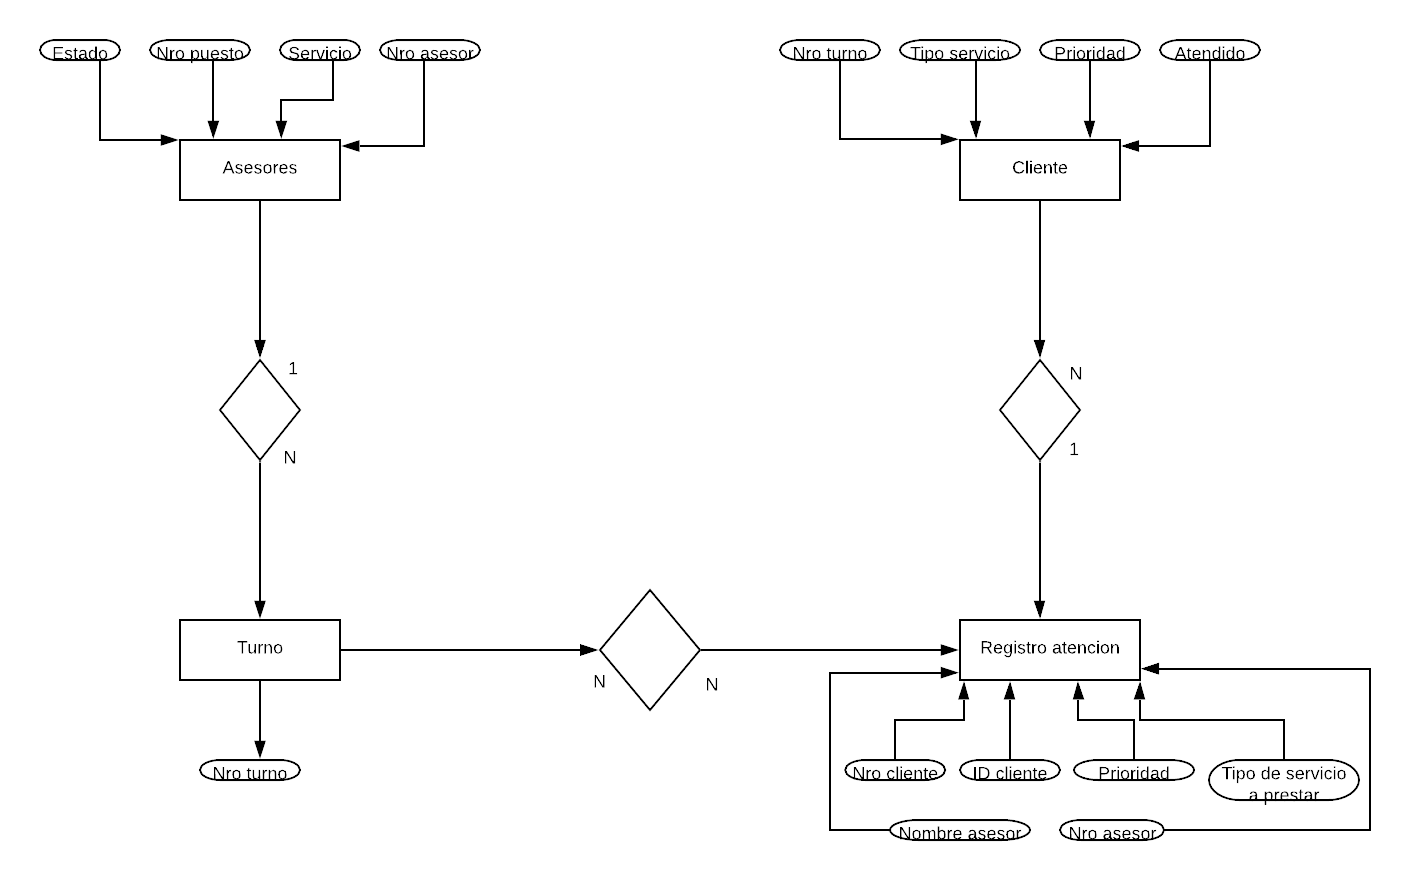 Estado
Nro puesto
Servicio
Nro asesor
Nro turno
Tipo servicio
Prioridad
Atendido
Asesores
Cliente
1
N
N
1
Turno
Registro atencion
N
N
Nro turno
Nro cliente
ID cliente
Prioridad
Tipo de servicio
a prestar
Nombre asesor
Nro asesor